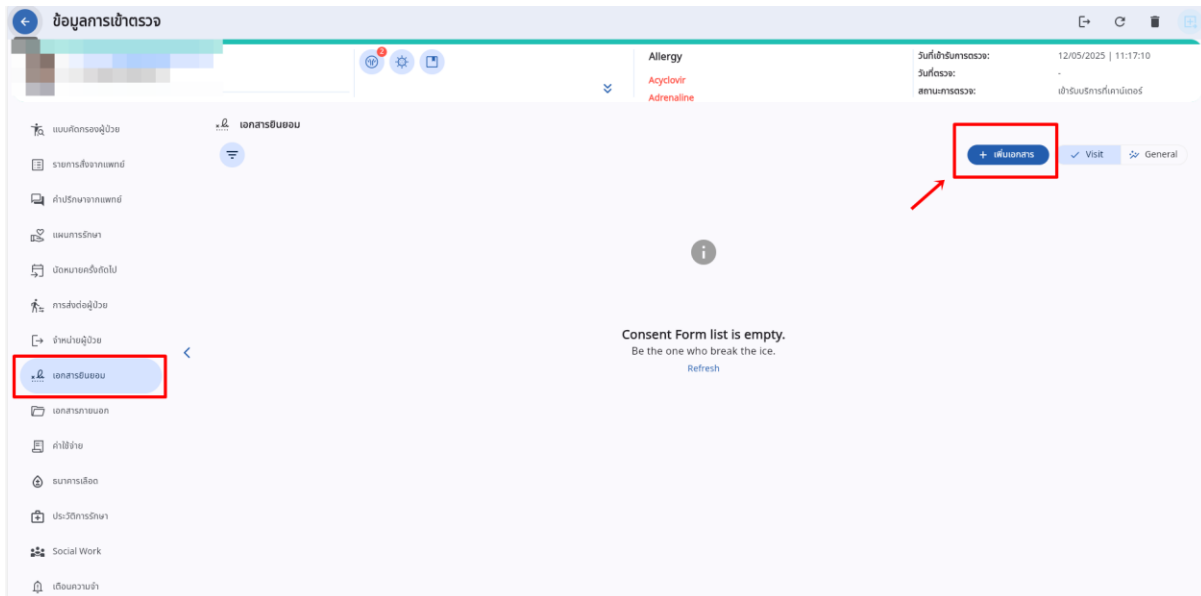 ข้อมูลการเข้าตรวจ
2
Allergy
Acyclovir
Adrenaline
วันที่เข้ารับการตรวจ: 12/05/2025 | 11:17:10
วันที่ตรวจ: -
สถานะการตรวจ: เข้ารับบริการที่เคาน์เตอร์
แบบคัดกรองผู้ป่วย
รายการสั่งจากแพทย์
คำปรึกษาจากแพทย์
แผนการรักษา
นัดหมายครั้งถัดไป
การส่งต่อผู้ป่วย
จำหน่ายผู้ป่วย
เอกสารยินยอม
เอกสารภายนอก
ค่าใช้จ่าย
ธนาคารเลือด
ประวัติการรักษา
Social Work
เตือนความจำ
เอกสารยินยอม
+ เพิ่มเอกสาร
Visit
General
Consent Form list is empty.
Be the one who break the ice.
Refresh